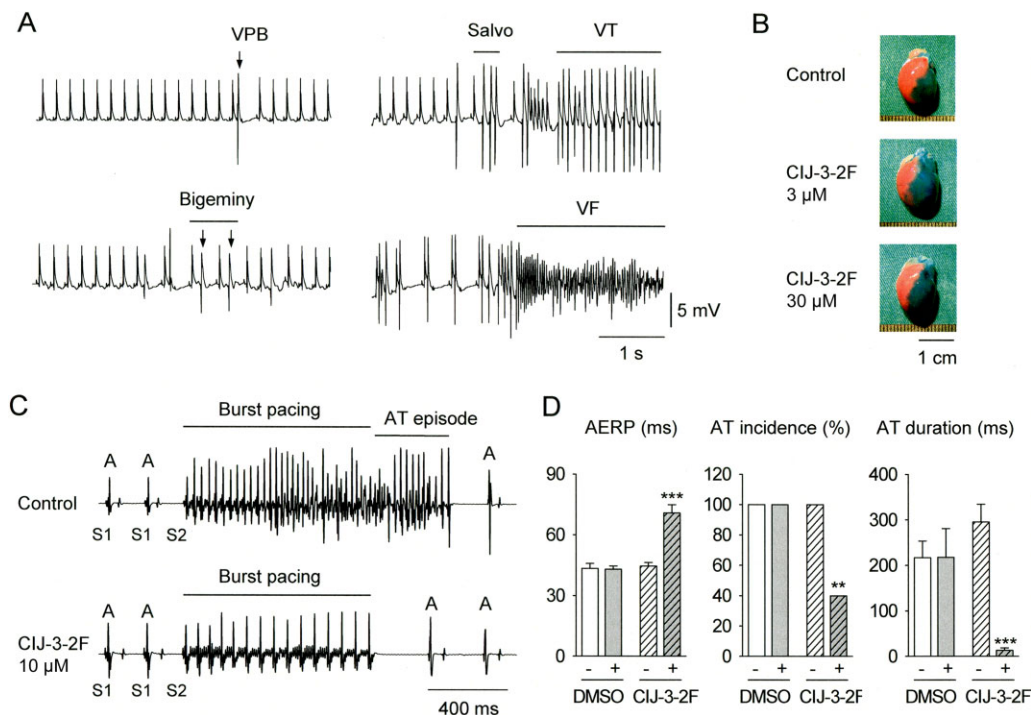 A
VPB
Salvo
VT
Bigeminy
VF
5 mV
1 s
B
Control
CIJ-3-2F
3 µM
CIJ-3-2F
30 µM
1 cm
C
Burst pacing
AT episode
A A A
Control
S1 S1 S2
Burst pacing
A A A A
CIJ-3-2F
10 µM
S1 S1 S2
400 ms
D
AERP (ms)
90
60
30
0
***
- + - +
DMSO CIJ-3-2F
AT incidence (%)
120
100
80
60
40
20
0
**
- + - +
DMSO CIJ-3-2F
AT duration (ms)
400
300
200
100
0
***
- + - +
DMSO CIJ-3-2F